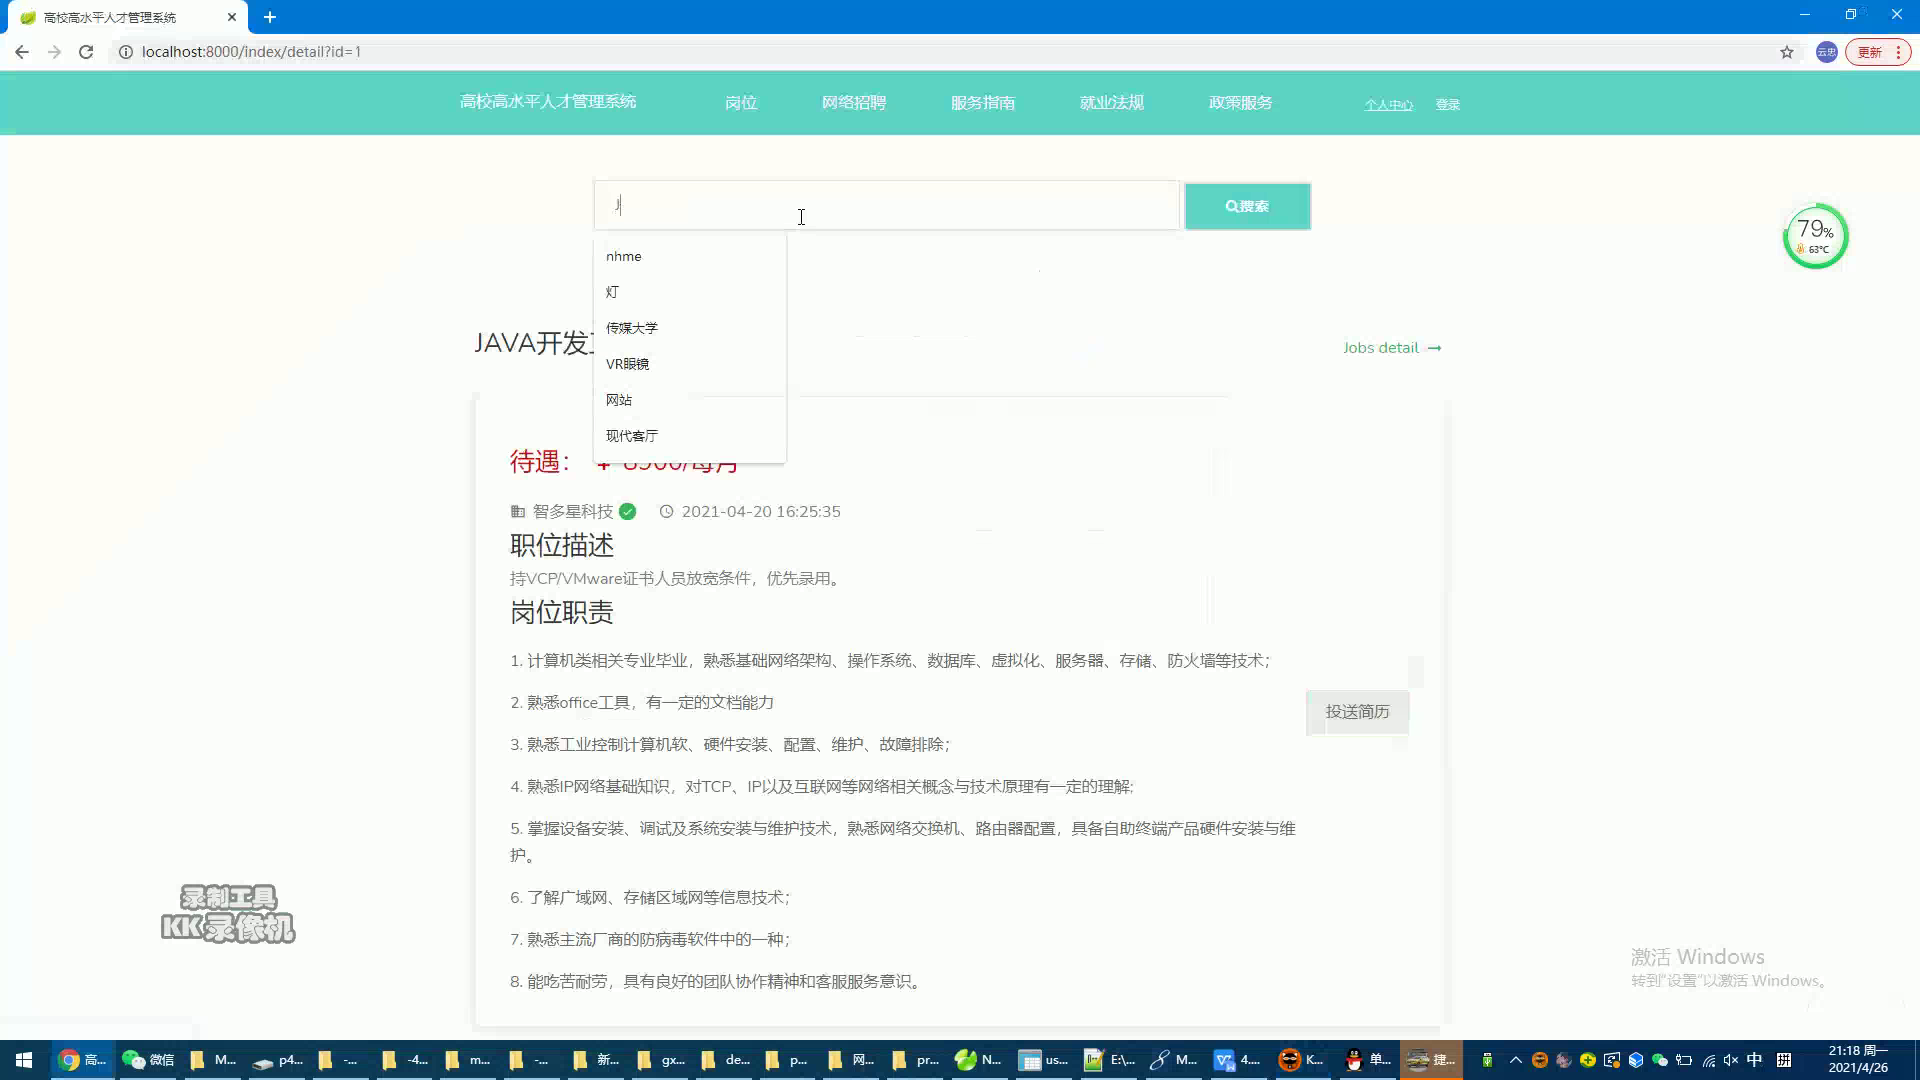 高校高水平人才管理系统
localhost:8000/index/detail?id=1
云忠
更新
高校高水平人才管理系统
岗位
网络招聘
服务指南
就业法规
政策服务
个人中心
登录
搜索
nhme
灯
传媒大学
VR眼镜
网站
现代客厅
79%
63℃
JAVA开发
Jobs detail
待遇：
智多星科技
2021-04-20 16:25:35
职位描述
持VCP/VMware证书人员放宽条件，优先录用。
岗位职责
1. 计算机类相关专业毕业，熟悉基础网络架构、操作系统、数据库、虚拟化、服务器、存储、防火墙等技术；
2. 熟悉office工具，有一定的文档能力
3. 熟悉工业控制计算机软、硬件安装、配置、维护、故障排除；
投送简历
4. 熟悉IP网络基础知识，对TCP、IP以及互联网等网络相关概念与技术原理有一定的理解;
5. 掌握设备安装、调试及系统安装与维护技术，熟悉网络交换机、路由器配置，具备自助终端产品硬件安装与维
护。
6. 了解广域网、存储区域网等信息技术；
7. 熟悉主流厂商的防病毒软件中的一种；
8. 能吃苦耐劳，具有良好的团队协作精神和客服服务意识。
录制工具
KK录像机
激活 Windows
转到"设置"以激活 Windows。
高...
微信
M...
p4...
-...
-4...
m...
-...
新...
gx...
de...
p...
网...
pr...
N...
us...
E:\...
M...
4....
K...
单...
捷...
中
21:18 周一
2021/4/26